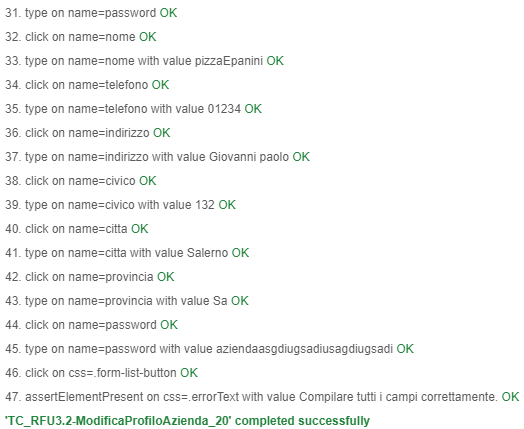 31. type on name=password OK
32. click on name=nome OK
33. type on name=nome with value pizzaEpanini OK
34. click on name=telefono OK
35. type on name=telefono with value 01234 OK
36. click on name=indirizzo OK
37. type on name=indirizzo with value Giovanni paolo OK
38. click on name=civico OK
39. type on name=civico with value 132 OK
40. click on name=citta OK
41. type on name=citta with value Salerno OK
42. click on name=provincia OK
43. type on name=provincia with value Sa OK
44. click on name=password OK
45. type on name=password with value aziendaasgdiugsadiusagdiugsadi OK
46. click on css=.form-list-button OK
47. assertElementPresent on css=.errorText with value Compilare tutti i campi correttamente. OK
'TC_RFU3.2-ModificaProfiloAzienda_20' completed successfully